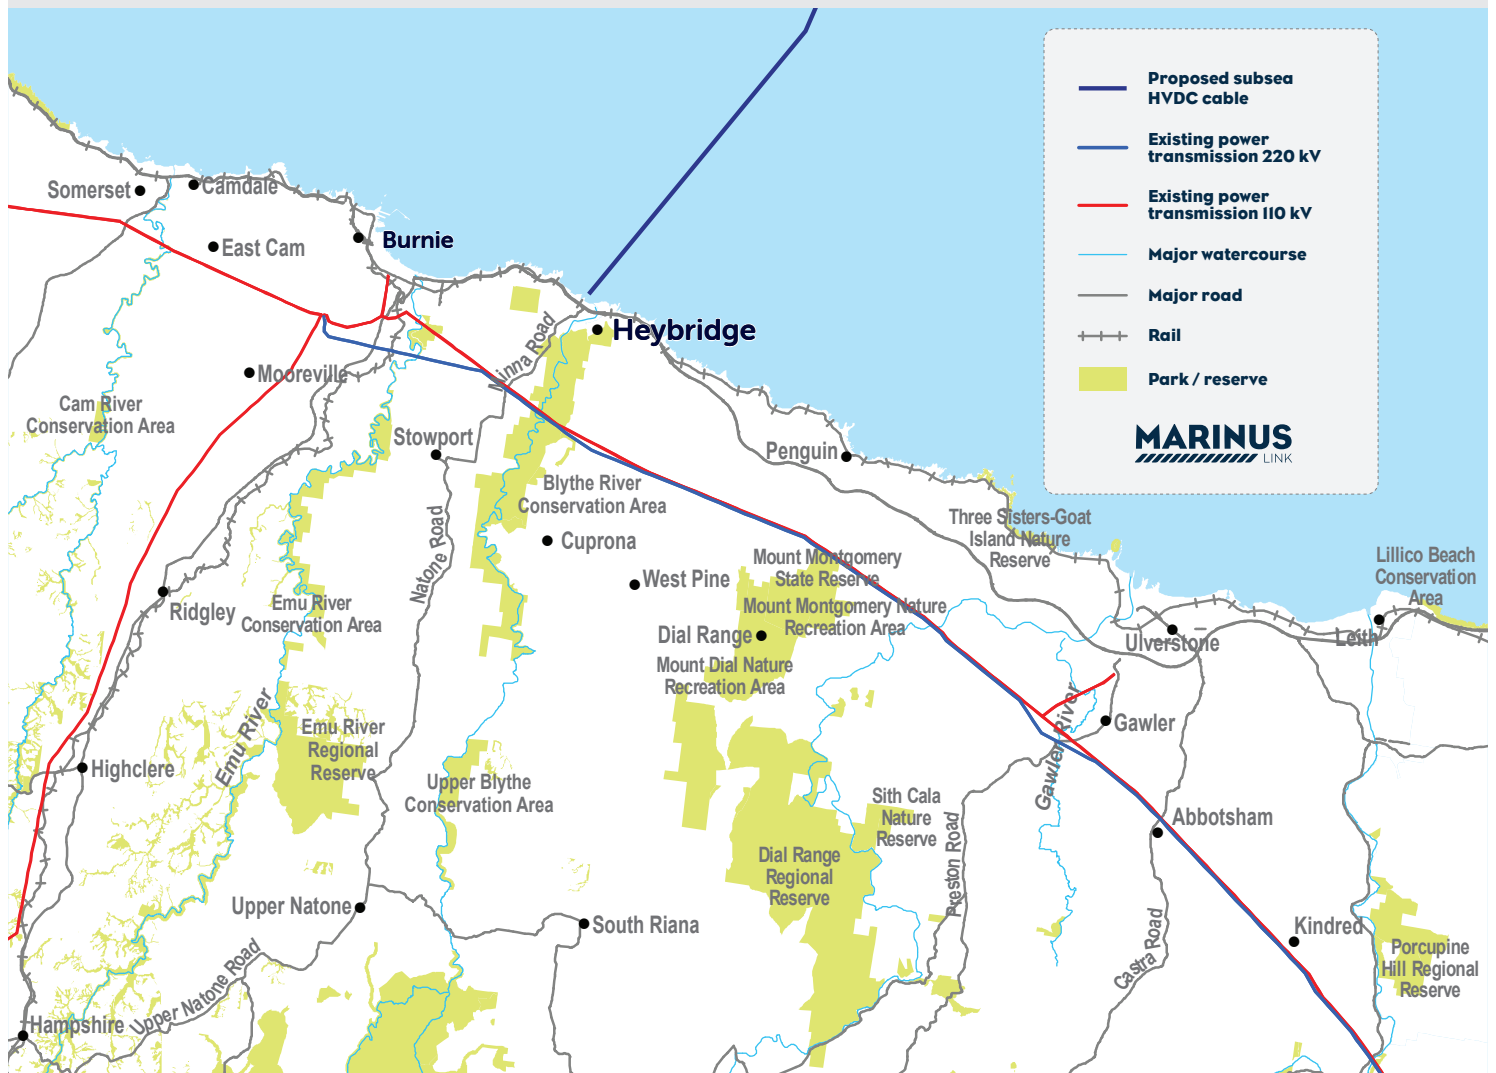 Proposed subsea
HVDC cable
Existing power
transmission 220 kV
Existing power
transmission 110 kV
Major watercourse
Major road
Rail
Park / reserve
MARINUS
LINK
Somerset
Camdale
East Cam
Burnie
Heybridge
Minna Road
Mooreville
Cam River
Conservation Area
Stowport
Penguin
Blythe River
Conservation Area
Natone Road
Cuprona
Three Sisters-Goat
Island Nature
Reserve
Lillico Beach
Conservation
Area
Mount Montgomery
State Reserve
West Pine
Ridgley
Emu River
Conservation Area
Mount Montgomery Nature
Recreation Area
Dial Range
Ulverstone
Leith
Mount Dial Nature
Recreation Area
Emu River
Emu River
Regional
Reserve
Gawler River
Gawler
Highclere
Upper Blythe
Conservation Area
Sith Cala
Nature
Reserve
Abbotsham
Preston Road
Dial Range
Regional
Reserve
Upper Natone
South Riana
Castra Road
Kindred
Porcupine
Hill Regional
Reserve
Upper Natone Road
Hampshire